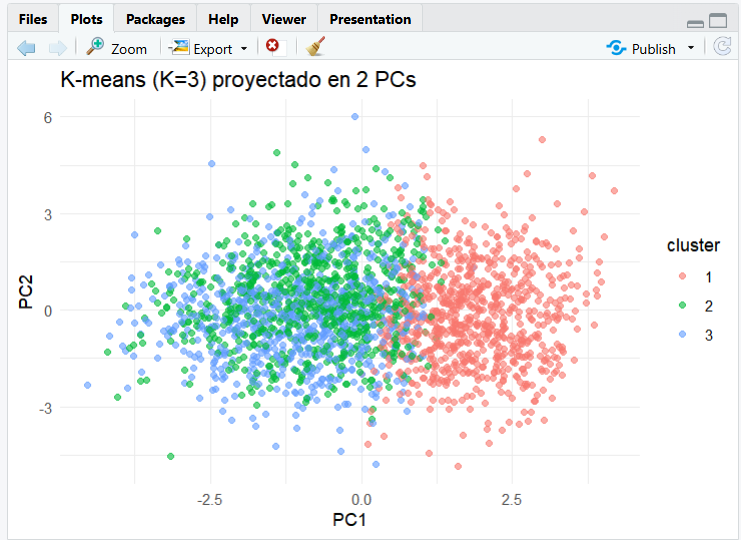 Files Plots Packages Help Viewer Presentation
Zoom Export Publish
K-means (K=3) proyectado en 2 PCs
6
3
0
-3
PC2
-2.5 0.0 2.5
PC1
cluster
1
2
3